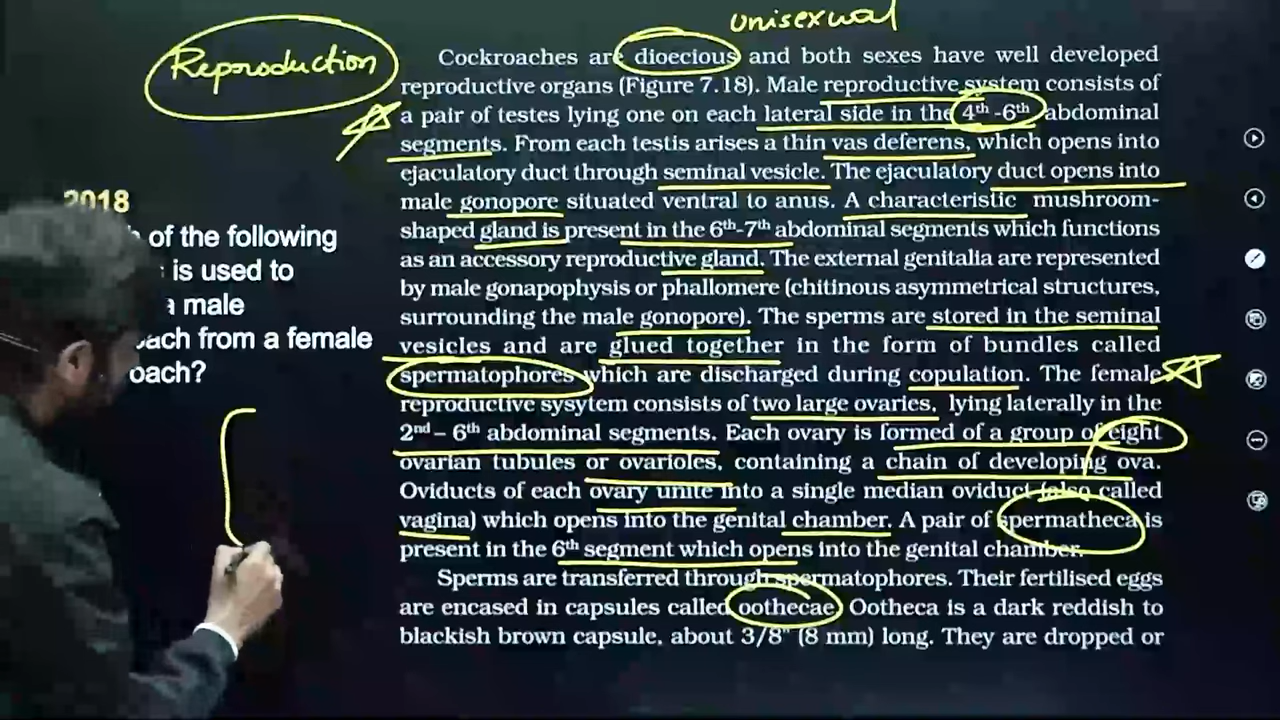 unisexual
Reproduction
Cockroaches are dioecious and both sexes have well developed
reproductive organs (Figure 7.18). Male reproductive system consists of
a pair of testes lying one on each lateral side in the 4th -6th abdominal
segments. From each testis arises a thin vas deferens, which opens into
ejaculatory duct through seminal vesicle. The ejaculatory duct opens into
male gonopore situated ventral to anus. A characteristic mushroom-
shaped gland is present in the 6th-7th abdominal segments which functions
as an accessory reproductive gland. The external genitalia are represented
by male gonapophysis or phallomere (chitinous asymmetrical structures,
surrounding the male gonopore). The sperms are stored in the seminal
vesicles and are glued together in the form of bundles called
spermatophores which are discharged during copulation. The female
reproductive sysytem consists of two large ovaries, lying laterally in the
2nd – 6th abdominal segments. Each ovary is formed of a group of eight
ovarian tubules or ovarioles, containing a chain of developing ova.
Oviducts of each ovary unite into a single median oviduct (also called
vagina) which opens into the genital chamber. A pair of spermatheca is
present in the 6th segment which opens into the genital chamber.
Sperms are transferred through spermatophores. Their fertilised eggs
are encased in capsules called oothecae. Ootheca is a dark reddish to
blackish brown capsule, about 3/8" (8 mm) long. They are dropped or
2018
of the following
is used to
a male
from a female